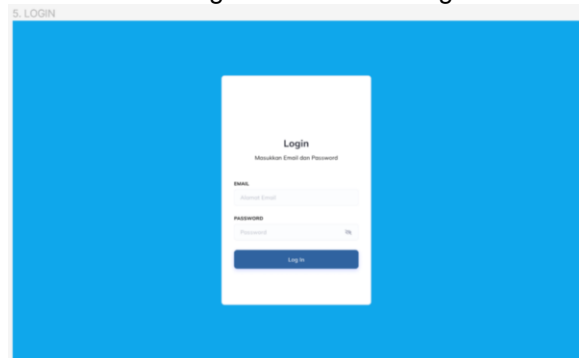 5. LOGIN
Login
Masukkan Email dan Password
EMAIL
Alamat Email
PASSWORD
Password
Log In